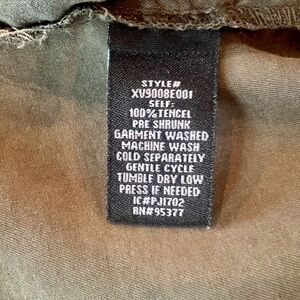 STYLE#
XV9008E001
SELF:
100%TENCEL
PRE SHRUNK
GARMENT WASHED
MACHINE WASH
COLD SEPARATELY
GENTLE CYCLE
TUMBLE DRY LOW
PRESS IF NEEDED
IC#PJ1702
RN#95377